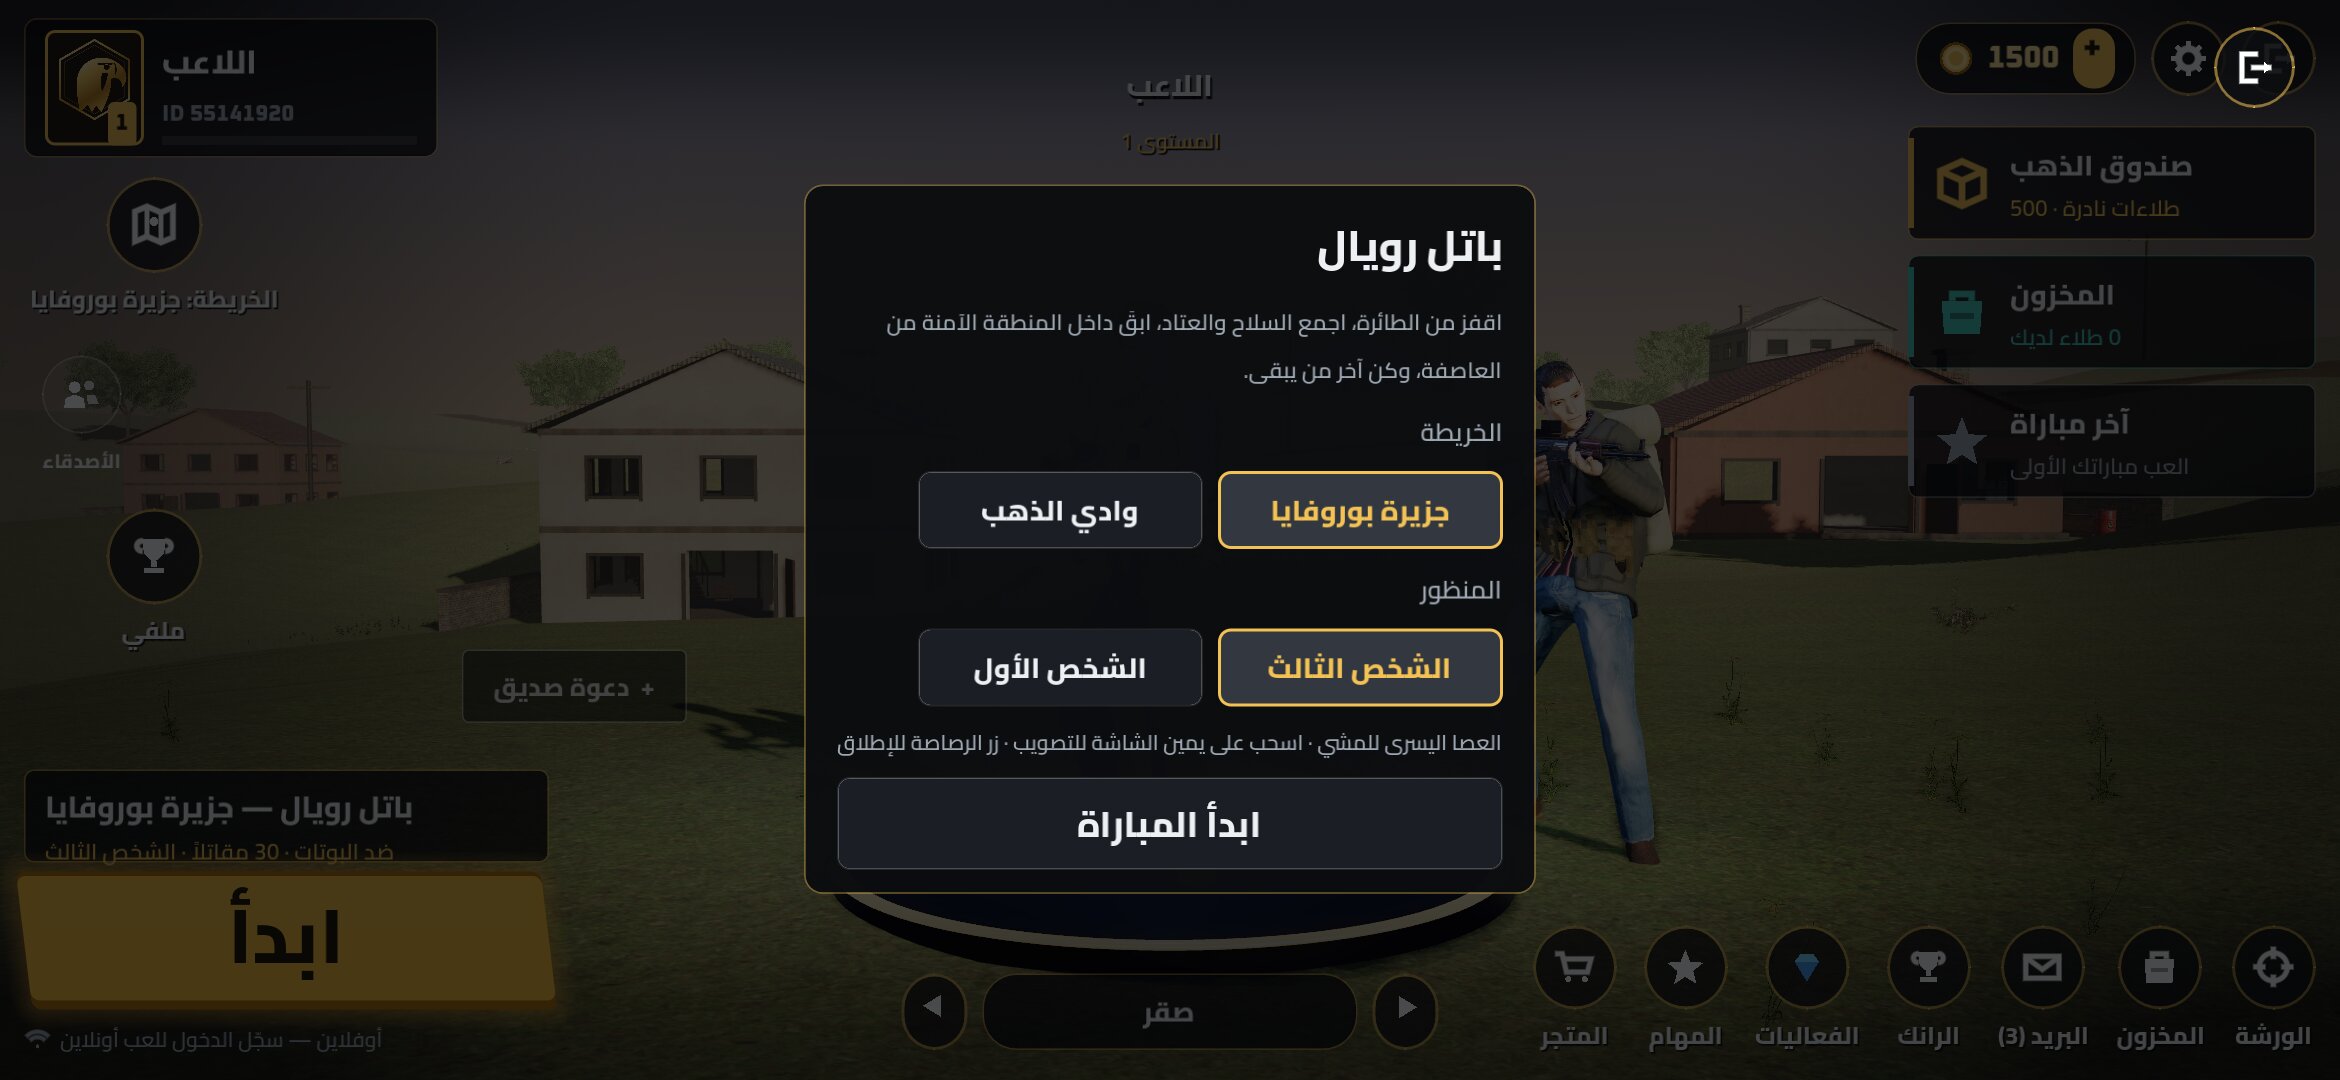 اللاعب
ID 55141920
1
اللاعب
المستوى 1
1500
+
صندوق الذهب
طلاءات نادرة · 500
المخزون
0 طلاء لديك
آخر مباراة
العب مباراتك الأولى
الخريطة: جزيرة بوروفايا
الأصدقاء
ملفي
+ دعوة صديق
باتل رويال
اقفز من الطائرة، اجمع السلاح والعتاد، ابقَ داخل المنطقة الآمنة من
العاصفة، وكن آخر من يبقى.
الخريطة
جزيرة بوروفايا
وادي الذهب
المنظور
الشخص الثالث
الشخص الأول
العصا اليسرى للمشي · اسحب على يمين الشاشة للتصويب · زر الرصاصة للإطلاق
ابدأ المباراة
باتل رويال — جزيرة بوروفايا
ضد البوتات · 30 مقاتلاً · الشخص الثالث
ابدأ
أوفلاين — سجّل الدخول للعب أونلاين
صقر
الورشة
المخزون
البريد (3)
الرانك
الفعاليات
المهام
المتجر